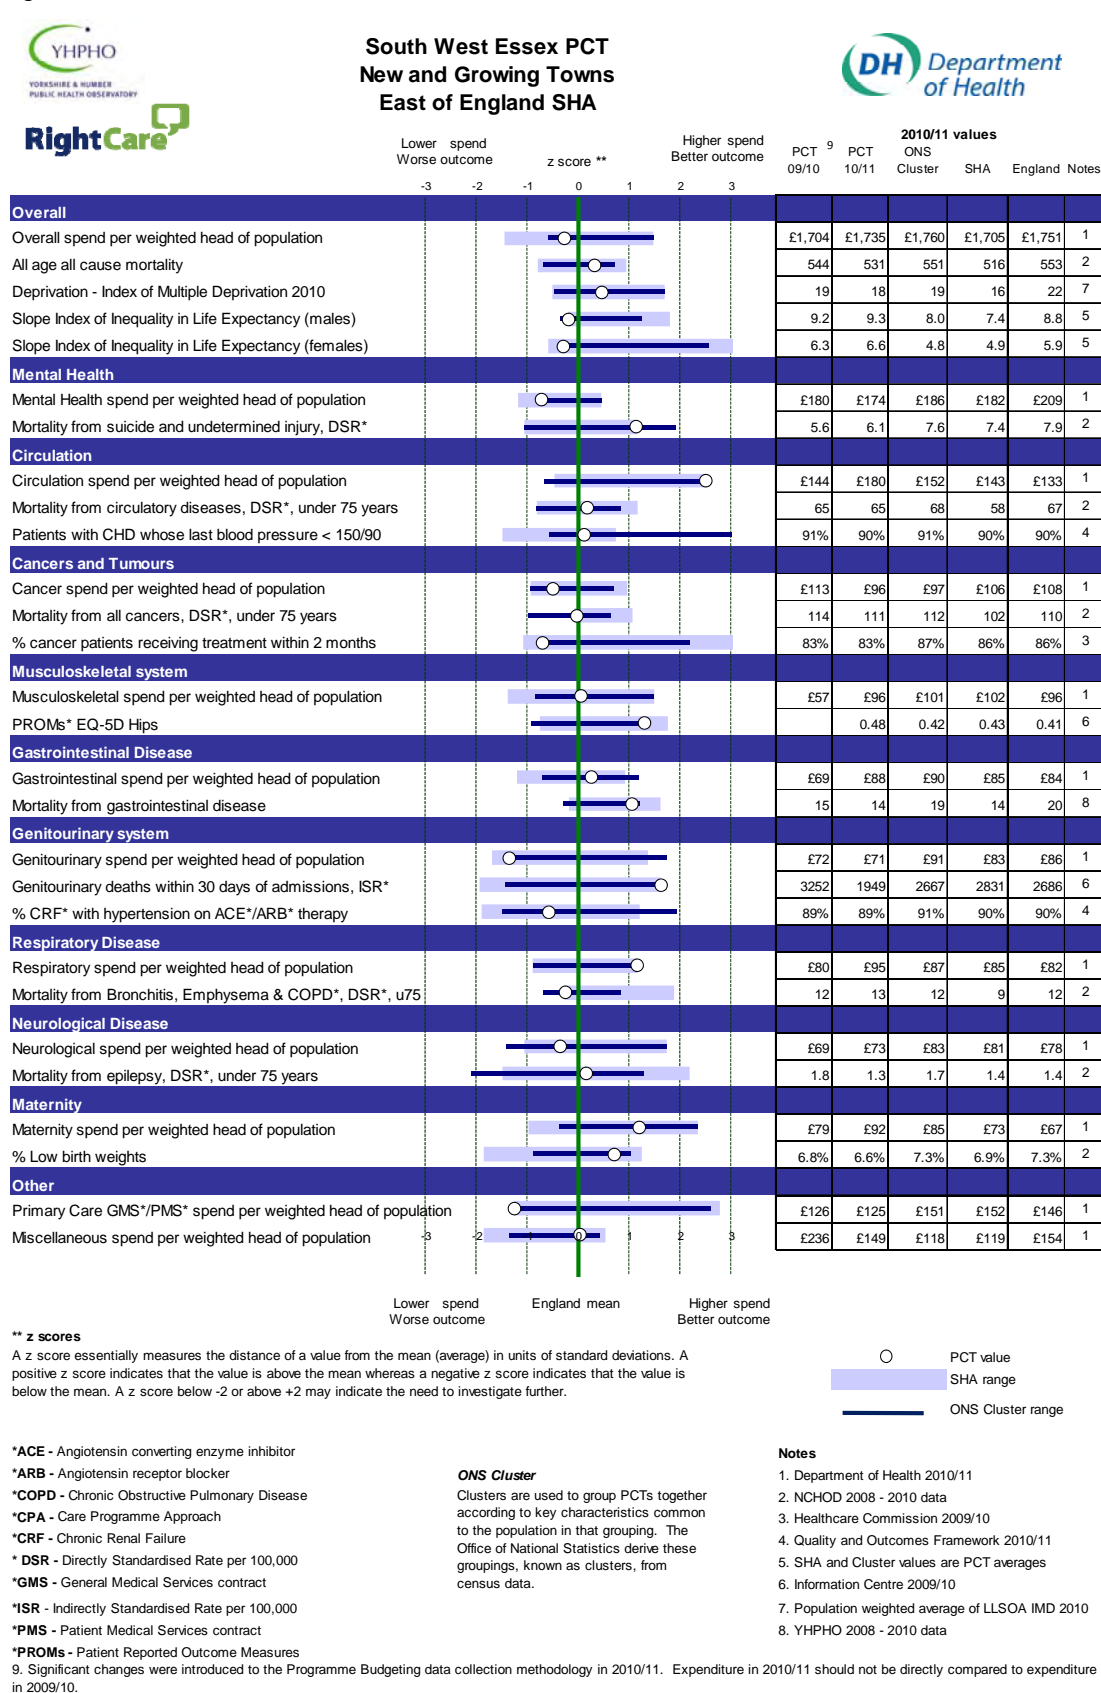 YHPHO
YORKSHIRE & HUMBER
PUBLIC HEALTH OBSERVATORY
RightCare
South West Essex PCT
New and Growing Towns
East of England SHA
DH Department
of Health
Lower spend
Worse outcome
z score **
Higher spend
Better outcome
2010/11 values
PCT 09/10 9 PCT 10/11 ONS Cluster SHA England Notes
-3 -2 -1 0 1 2 3
Overall
Overall spend per weighted head of population £1,704 £1,735 £1,760 £1,705 £1,751 1
All age all cause mortality 544 531 551 516 553 2
Deprivation - Index of Multiple Deprivation 2010 19 18 19 16 22 7
Slope Index of Inequality in Life Expectancy (males) 9.2 9.3 8.0 7.4 8.8 5
Slope Index of Inequality in Life Expectancy (females) 6.3 6.6 4.8 4.9 5.9 5
Mental Health
Mental Health spend per weighted head of population £180 £174 £186 £182 £209 1
Mortality from suicide and undetermined injury, DSR* 5.6 6.1 7.6 7.4 7.9 2
Circulation
Circulation spend per weighted head of population £144 £180 £152 £143 £133 1
Mortality from circulatory diseases, DSR*, under 75 years 65 65 68 58 67 2
Patients with CHD whose last blood pressure < 150/90 91% 90% 91% 90% 90% 4
Cancers and Tumours
Cancer spend per weighted head of population £113 £96 £97 £106 £108 1
Mortality from all cancers, DSR*, under 75 years 114 111 112 102 110 2
% cancer patients receiving treatment within 2 months 83% 83% 87% 86% 86% 3
Musculoskeletal system
Musculoskeletal spend per weighted head of population £57 £96 £101 £102 £96 1
PROMs* EQ-5D Hips 0.48 0.42 0.43 0.41 6
Gastrointestinal Disease
Gastrointestinal spend per weighted head of population £69 £88 £90 £85 £84 1
Mortality from gastrointestinal disease 15 14 19 14 20 8
Genitourinary system
Genitourinary spend per weighted head of population £72 £71 £91 £83 £86 1
Genitourinary deaths within 30 days of admissions, ISR* 3252 1949 2667 2831 2686 6
% CRF* with hypertension on ACE*/ARB* therapy 89% 89% 91% 90% 90% 4
Respiratory Disease
Respiratory spend per weighted head of population £80 £95 £87 £85 £82 1
Mortality from Bronchitis, Emphysema & COPD*, DSR*, u75 12 13 12 9 12 2
Neurological Disease
Neurological spend per weighted head of population £69 £73 £83 £81 £78 1
Mortality from epilepsy, DSR*, under 75 years 1.8 1.3 1.7 1.4 1.4 2
Maternity
Maternity spend per weighted head of population £79 £92 £85 £73 £67 1
% Low birth weights 6.8% 6.6% 7.3% 6.9% 7.3% 2
Other
Primary Care GMS*/PMS* spend per weighted head of population £126 £125 £151 £152 £146 1
Miscellaneous spend per weighted head of population £236 £149 £118 £119 £154 1
-3 -2 -1 0 1 2 3
Lower spend
Worse outcome
England mean
Higher spend
Better outcome
** z scores
A z score essentially measures the distance of a value from the mean (average) in units of standard deviations. A
positive z score indicates that the value is above the mean whereas a negative z score indicates that the value is
below the mean. A z score below -2 or above +2 may indicate the need to investigate further.
PCT value
SHA range
ONS Cluster range
*ACE - Angiotensin converting enzyme inhibitor
*ARB - Angiotensin receptor blocker
*COPD - Chronic Obstructive Pulmonary Disease
*CPA - Care Programme Approach
*CRF - Chronic Renal Failure
* DSR - Directly Standardised Rate per 100,000
*GMS - General Medical Services contract
*ISR - Indirectly Standardised Rate per 100,000
*PMS - Patient Medical Services contract
*PROMs - Patient Reported Outcome Measures
ONS Cluster
Clusters are used to group PCTs together
according to key characteristics common
to the population in that grouping. The
Office of National Statistics derive these
groupings, known as clusters, from
census data.
Notes
1. Department of Health 2010/11
2. NCHOD 2008 - 2010 data
3. Healthcare Commission 2009/10
4. Quality and Outcomes Framework 2010/11
5. SHA and Cluster values are PCT averages
6. Information Centre 2009/10
7. Population weighted average of LLSOA IMD 2010
8. YHPHO 2008 - 2010 data
9. Significant changes were introduced to the Programme Budgeting data collection methodology in 2010/11. Expenditure in 2010/11 should not be directly compared to expenditure
in 2009/10.